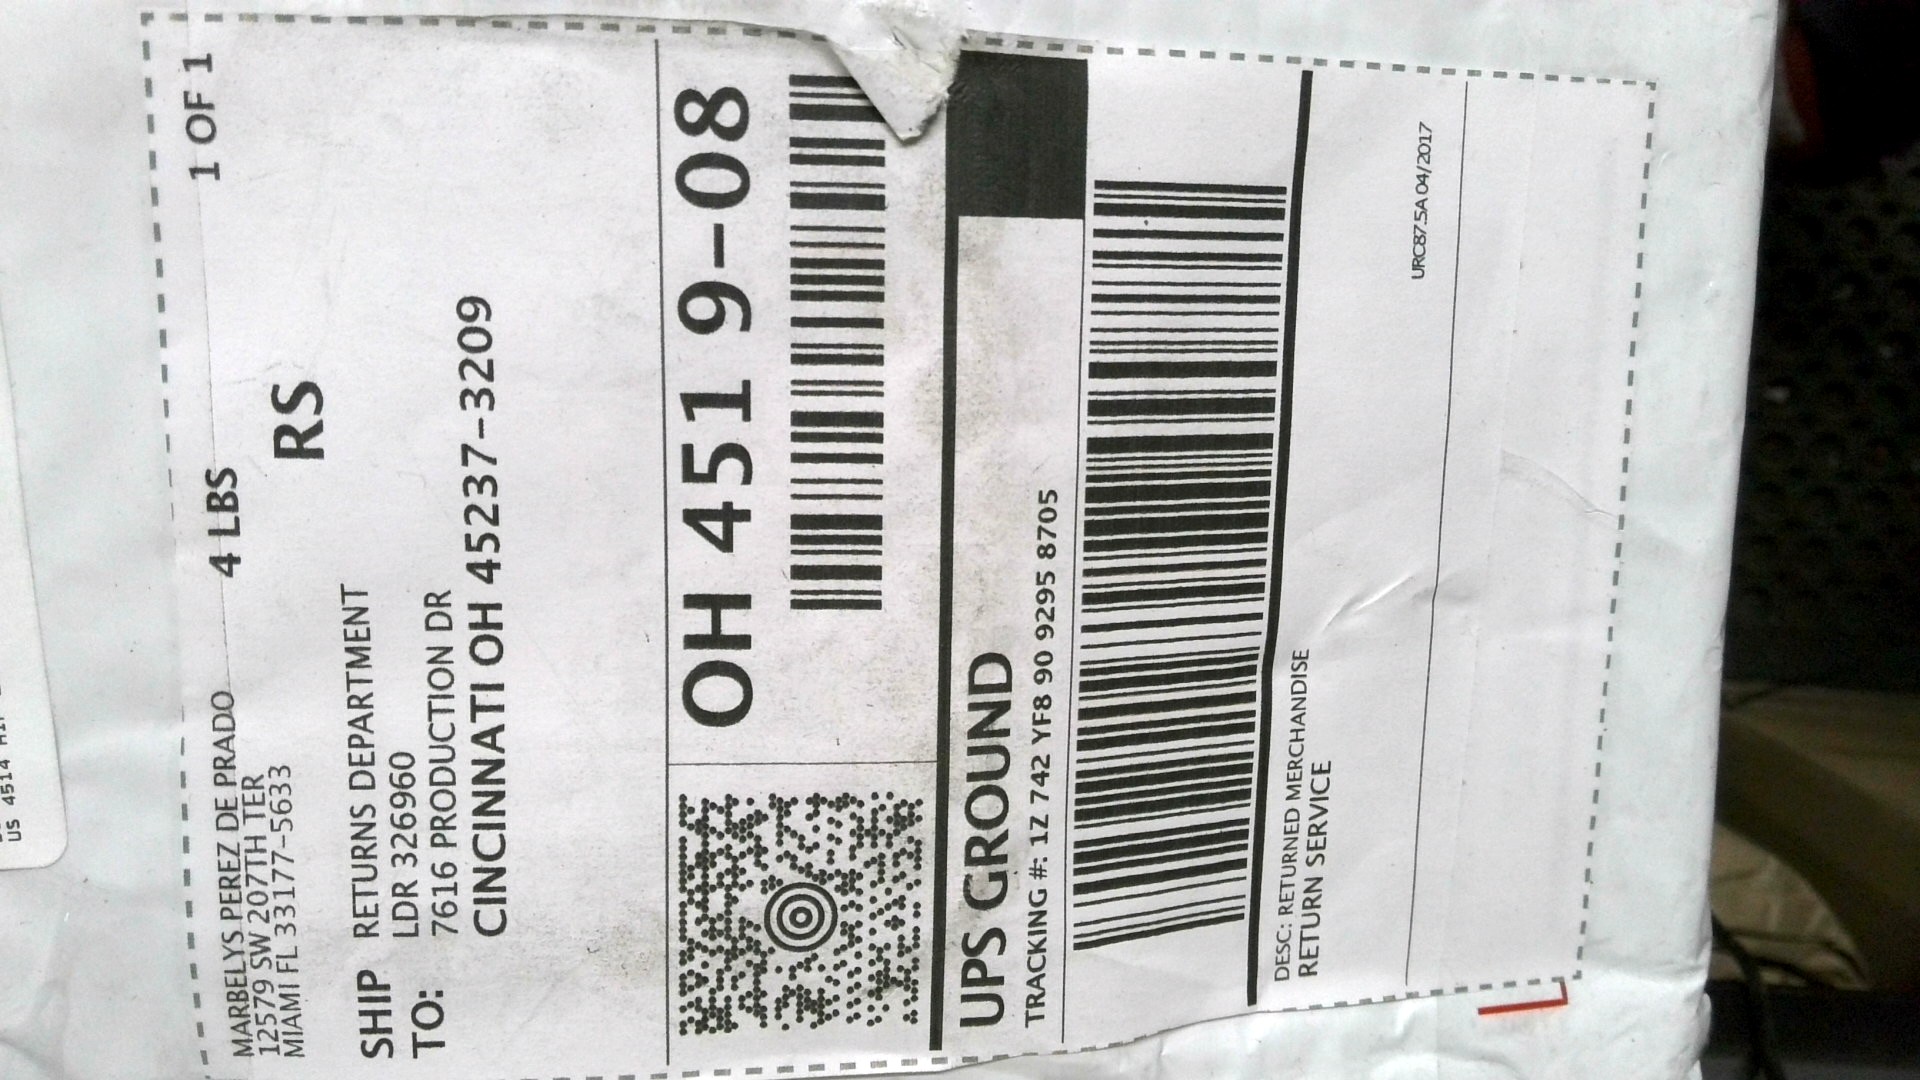 1 OF 1
4 LBS
MARBELYS PEREZ DE PRADO
12579 SW 207TH TER
MIAMI FL 33177-5633
RS
SHIP TO:
RETURNS DEPARTMENT
LDR 326960
7616 PRODUCTION DR
CINCINNATI OH 45237-3209
OH 451 9-08
UPS GROUND
TRACKING #: 1Z 742 YF8 90 9295 8705
DESC: RETURNED MERCHANDISE
RETURN SERVICE
URC87.5A 04/2017
US 4514